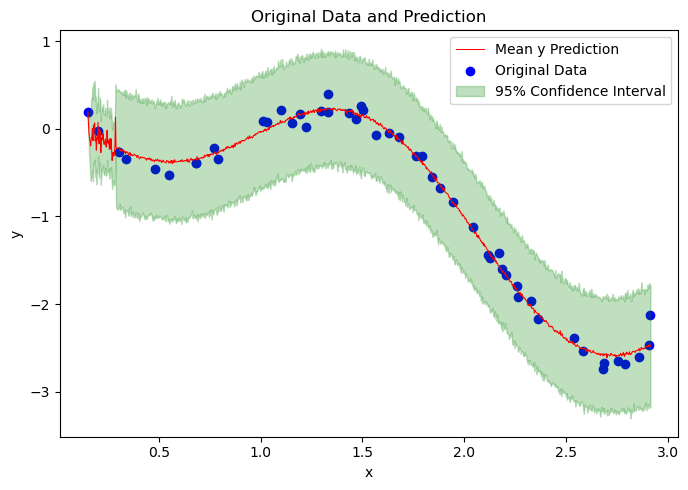 Original Data and Prediction
Mean y Prediction
Original Data
95% Confidence Interval
1
0
−1
−2
−3
y
0.5
1.0
1.5
2.0
2.5
3.0
x